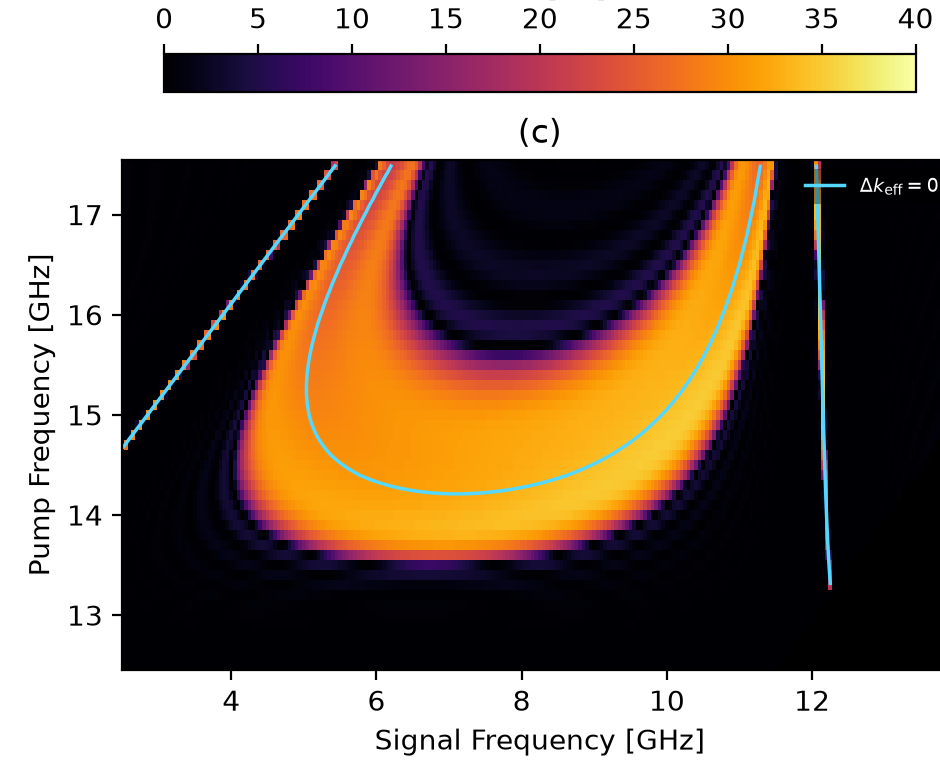 0 5 10 15 20 25 30 35 40
(c)
Δk_eff = 0
17
16
15
14
13
Pump Frequency [GHz]
4 6 8 10 12
Signal Frequency [GHz]